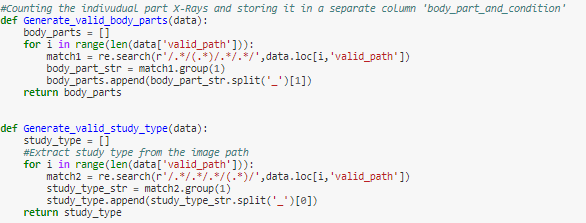 #Counting the indivudual part X-Rays and storing it in a separate column 'body_part_and_condition'
def Generate_valid_body_parts(data):
    body_parts = []
    for i in range(len(data['valid_path'])):
        match1 = re.search(r'/.*/(.*)/.*/.*/',data.loc[i,'valid_path'])
        body_part_str = match1.group(1)
        body_parts.append(body_part_str.split('_')[1])
    return body_parts
def Generate_valid_study_type(data):
    study_type = []
    #Extract study type from the image path
    for i in range(len(data['valid_path'])):
        match2 = re.search(r'/.*/.*/.*/(.*)/',data.loc[i,'valid_path'])
        study_type_str = match2.group(1)
        study_type.append(study_type_str.split('_')[0])
    return study_type